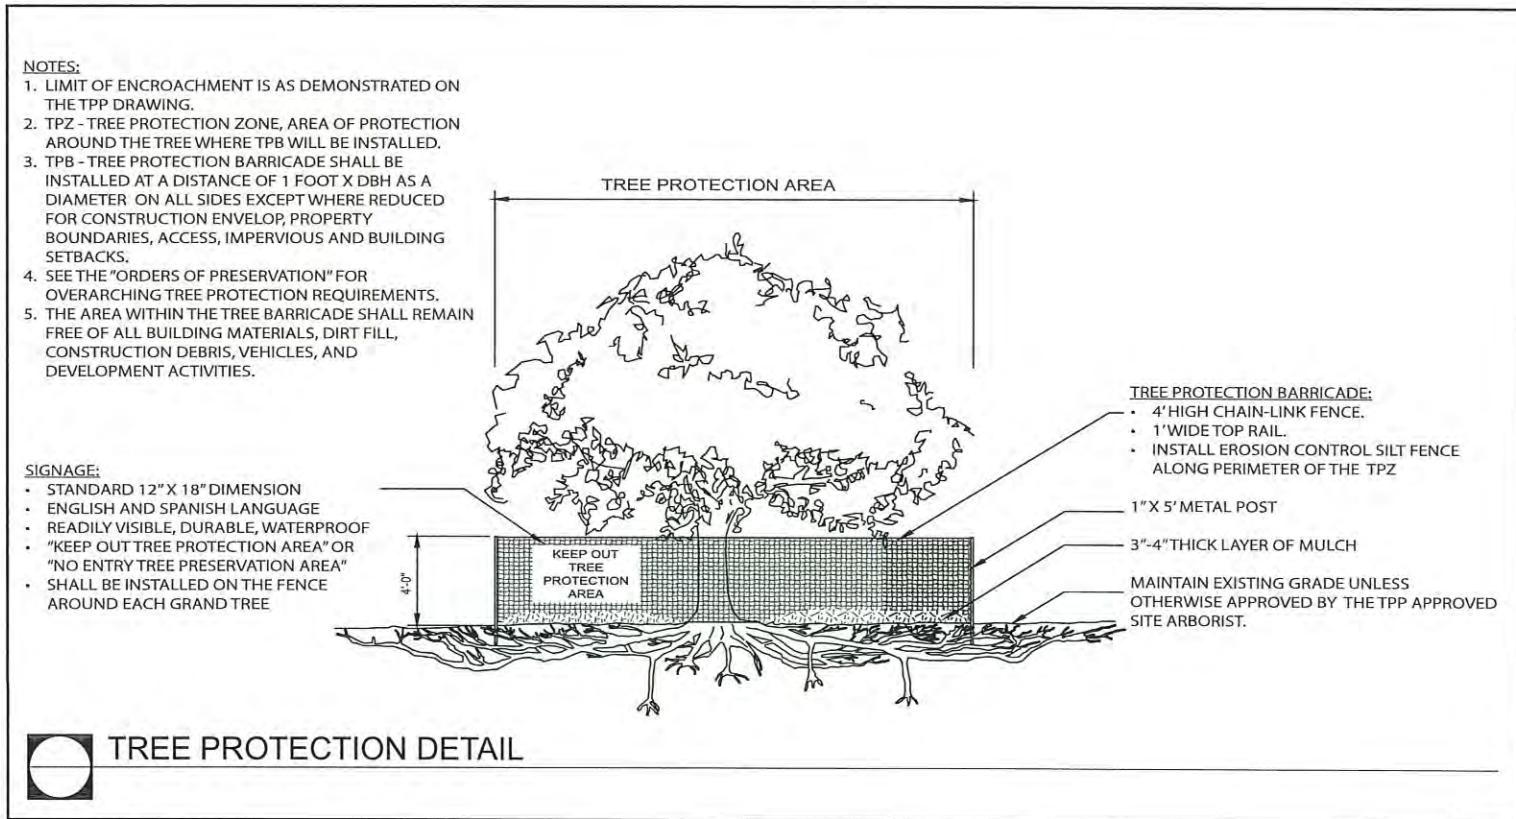 NOTES:
1. LIMIT OF ENCROACHMENT IS AS DEMONSTRATED ON
THE TPP DRAWING.
2. TPZ - TREE PROTECTION ZONE, AREA OF PROTECTION
AROUND THE TREE WHERE TPB WILL BE INSTALLED.
3. TPB - TREE PROTECTION BARRICADE SHALL BE
INSTALLED AT A DISTANCE OF 1 FOOT X DBH AS A
DIAMETER ON ALL SIDES EXCEPT WHERE REDUCED
FOR CONSTRUCTION ENVELOP, PROPERTY
BOUNDARIES, ACCESS, IMPERVIOUS AND BUILDING
SETBACKS.
4. SEE THE "ORDERS OF PRESERVATION" FOR
OVERARCHING TREE PROTECTION REQUIREMENTS.
5. THE AREA WITHIN THE TREE BARRICADE SHALL REMAIN
FREE OF ALL BUILDING MATERIALS, DIRT FILL,
CONSTRUCTION DEBRIS, VEHICLES, AND
DEVELOPMENT ACTIVITIES.
TREE PROTECTION AREA
SIGNAGE:
• STANDARD 12" X 18" DIMENSION
• ENGLISH AND SPANISH LANGUAGE
• READILY VISIBLE, DURABLE, WATERPROOF
• "KEEP OUT TREE PROTECTION AREA" OR
"NO ENTRY TREE PRESERVATION AREA"
• SHALL BE INSTALLED ON THE FENCE
AROUND EACH GRAND TREE
4'-0"
KEEP OUT
TREE
PROTECTION
AREA
TREE PROTECTION BARRICADE:
• 4' HIGH CHAIN-LINK FENCE.
• 1' WIDE TOP RAIL.
• INSTALL EROSION CONTROL SILT FENCE
ALONG PERIMETER OF THE TPZ
1" X 5' METAL POST
3"-4" THICK LAYER OF MULCH
MAINTAIN EXISTING GRADE UNLESS
OTHERWISE APPROVED BY THE TPP APPROVED
SITE ARBORIST.
TREE PROTECTION DETAIL